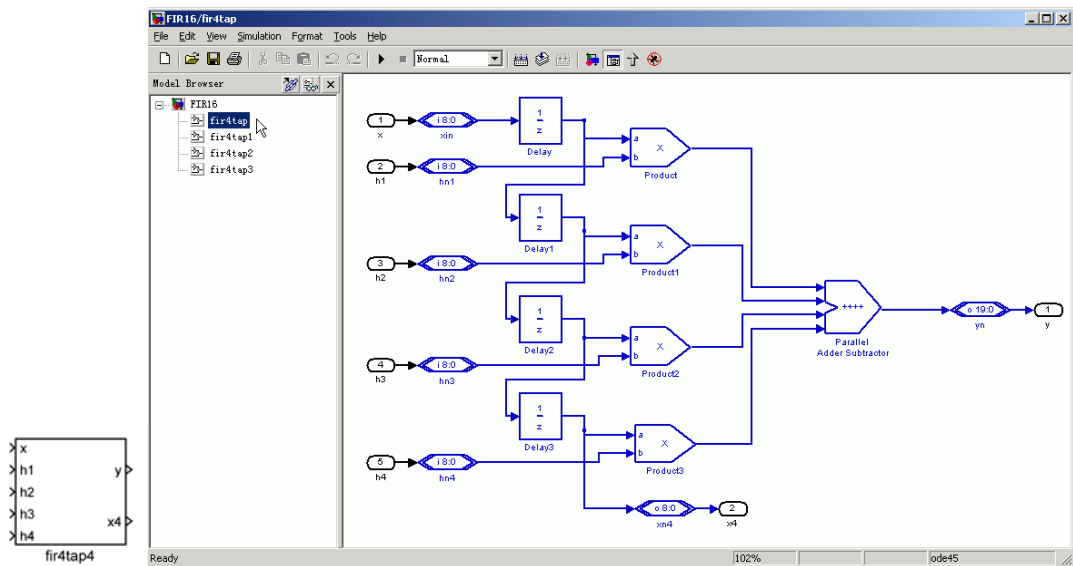 FIR16/fir4tap
File Edit View Simulation Format Tools Help
Normal
Model Browser
FIR16
fir4tap
fir4tap1
fir4tap2
fir4tap3
1
x
i 8:0
xin
1
z
Delay
a
b
X
Product
2
h1
i 8:0
hn1
1
z
Delay1
a
b
X
Product1
3
h2
i 8:0
hn2
++++
Parallel
Adder Subtractor
o 19:0
yn
1
y
1
z
Delay2
a
b
X
Product2
4
h3
i 8:0
hn3
1
z
Delay3
a
b
X
Product3
5
h4
i 8:0
hn4
o 8:0
xn4
2
x4
Ready
102%
ode45
x
h1
h2
h3
h4
y
x4
fir4tap4